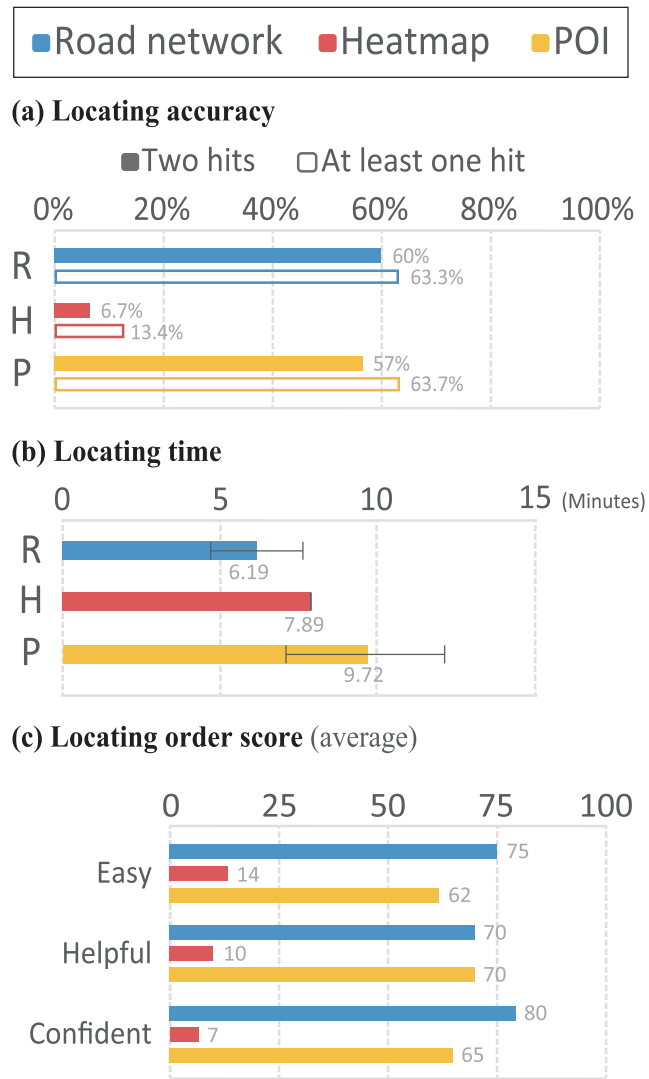 Road network Heatmap POI
(a) Locating accuracy
Two hits At least one hit
0% 20% 40% 60% 80% 100%
R 60%
63.3%
H 6.7%
13.4%
P 57%
63.7%
(b) Locating time
0 5 10 15 (Minutes)
R
6.19
H
7.89
P
9.72
(c) Locating order score (average)
0 25 50 75 100
75
Easy 14
62
70
Helpful 10
70
80
Confident 7
65